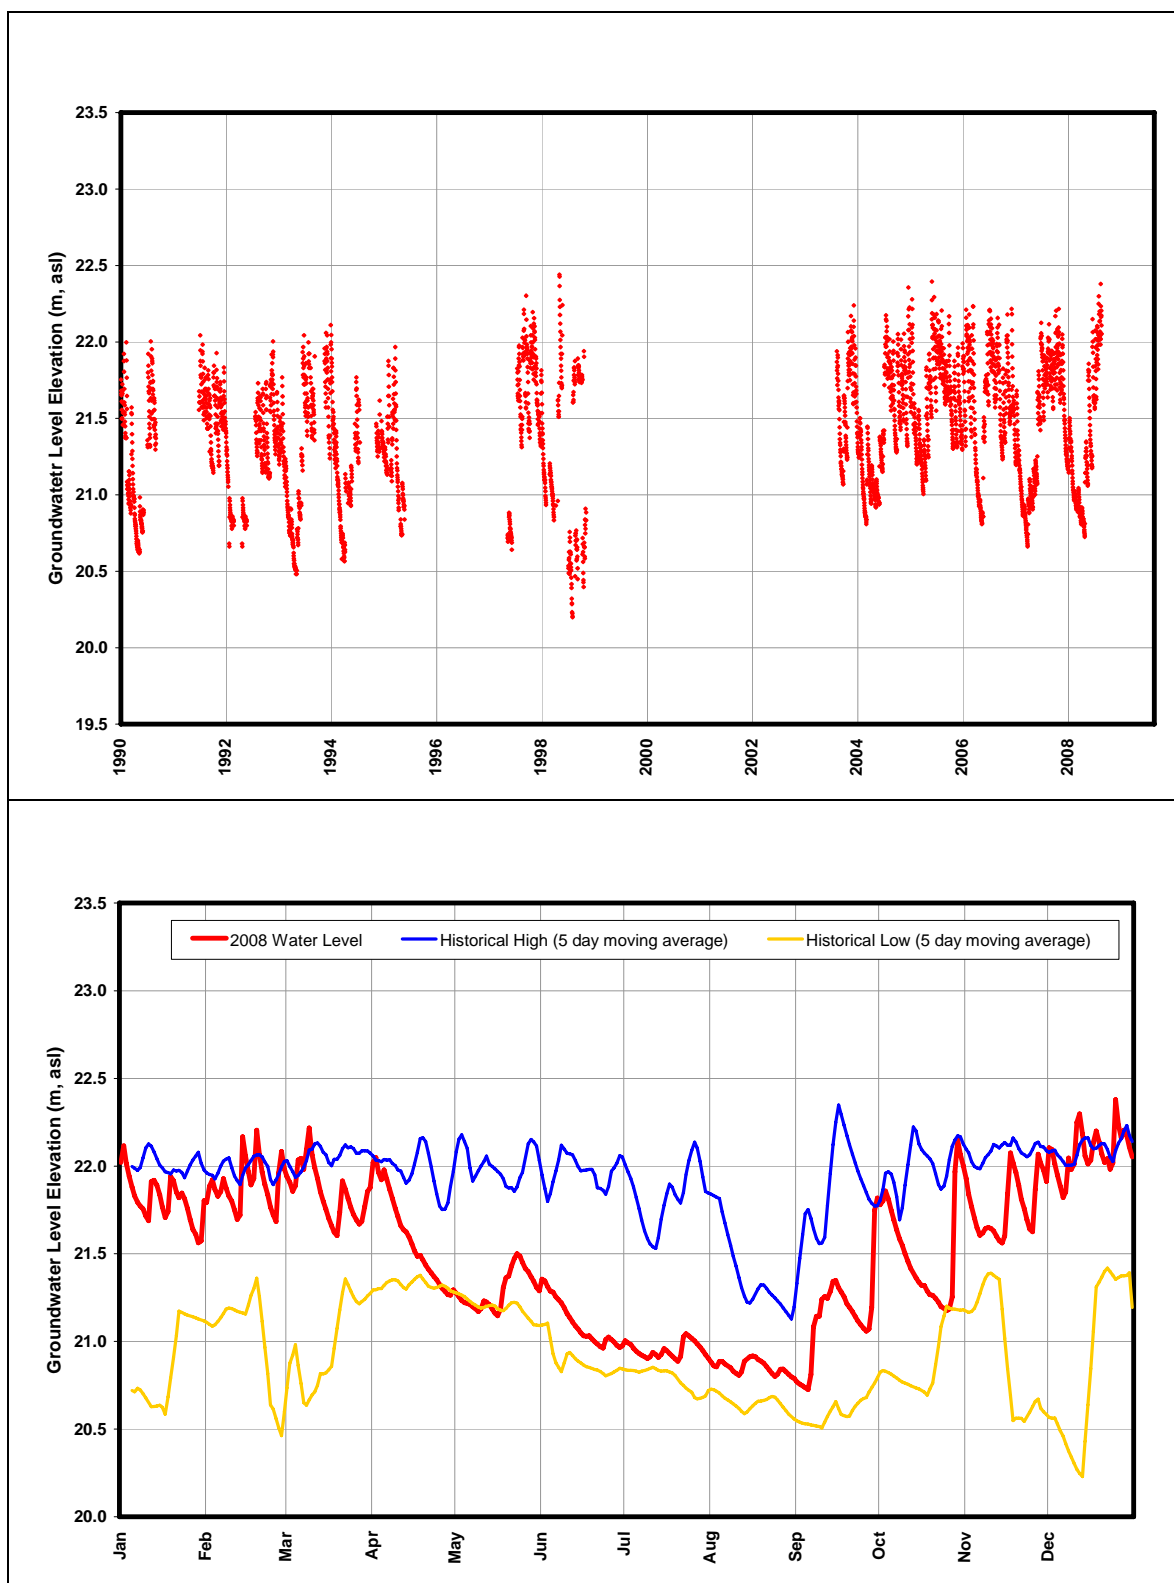 23.5
23.0
22.5
22.0
21.5
21.0
20.5
20.0
19.5
Groundwatetr Level Elevation (m, asl)
1990
1992
1994
1996
1998
2000
2002
2004
2006
2008
23.5
23.0
22.5
22.0
21.5
21.0
20.5
20.0
Groundwater Level Elevation (m, asl)
2008 Water Level
Historical High (5 day moving average)
Historical Low (5 day moving average)
Jan
Feb
Mar
Apr
May
Jun
Jul
Aug
Sep
Oct
Nov
Dec